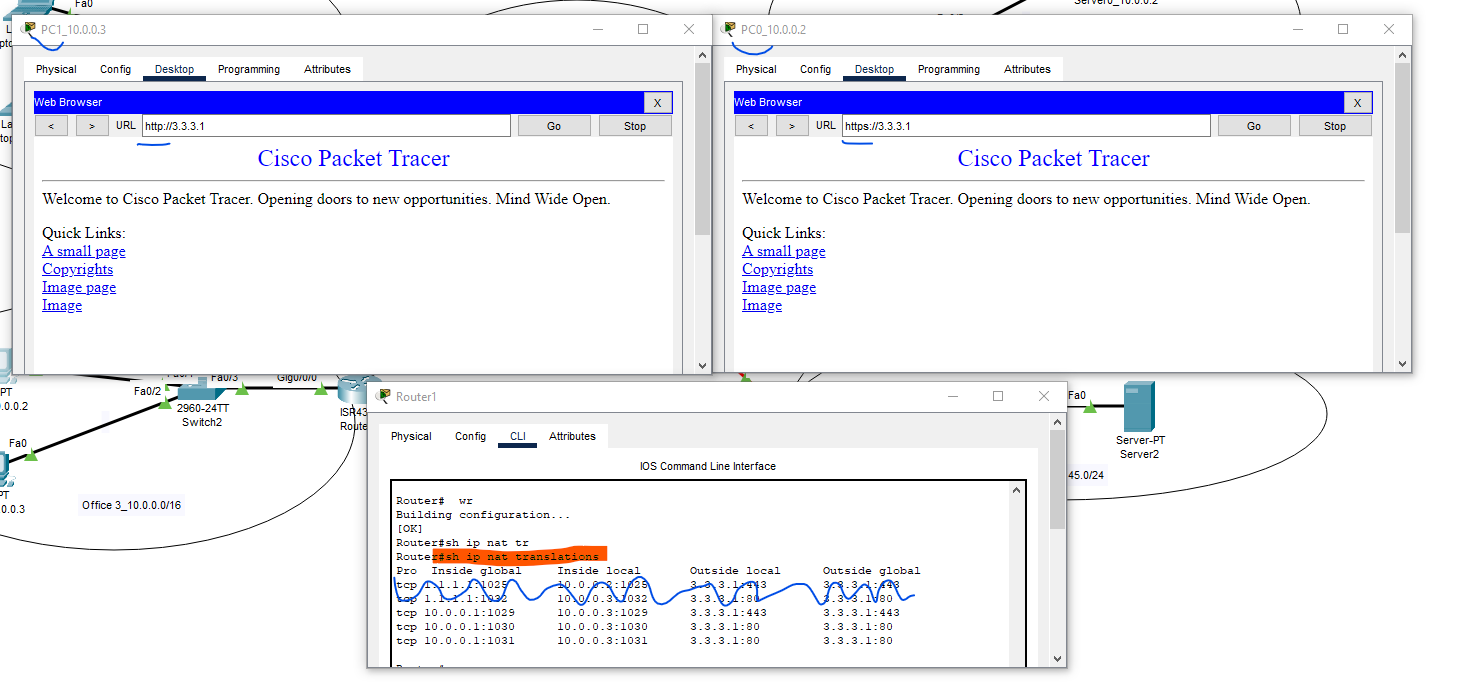 Fa0
Server0_10.0.0.2
PC1_10.0.0.3
Physical Config Desktop Programming Attributes
Web Browser X
< > URL http://3.3.3.1 Go Stop
Cisco Packet Tracer
Welcome to Cisco Packet Tracer. Opening doors to new opportunities. Mind Wide Open.
Quick Links:
A small page
Copyrights
Image page
Image
PC0_10.0.0.2
Physical Config Desktop Programming Attributes
Web Browser X
< > URL https://3.3.3.1 Go Stop
Cisco Packet Tracer
Welcome to Cisco Packet Tracer. Opening doors to new opportunities. Mind Wide Open.
Quick Links:
A small page
Copyrights
Image page
Image
Fa0/2
Fa0/3
Gig0/0/0
2960-24TT
Switch2
Fa0
Office 3_10.0.0.0/16
Fa0
Server-PT
Server2
45.0/24
Router1
Physical Config CLI Attributes
IOS Command Line Interface
Router# wr
Building configuration...
[OK]
Router#sh ip nat tr
Router#sh ip nat translations
Pro Inside global Inside local Outside local Outside global
tcp 1.1.1.1:1025 10.0.0.2:1025 3.3.3.1:443 3.3.3.1:443
tcp 1.1.1.1:1032 10.0.0.3:1032 3.3.3.1:80 3.3.3.1:80
tcp 10.0.0.1:1029 10.0.0.3:1029 3.3.3.1:443 3.3.3.1:443
tcp 10.0.0.1:1030 10.0.0.3:1030 3.3.3.1:80 3.3.3.1:80
tcp 10.0.0.1:1031 10.0.0.3:1031 3.3.3.1:80 3.3.3.1:80